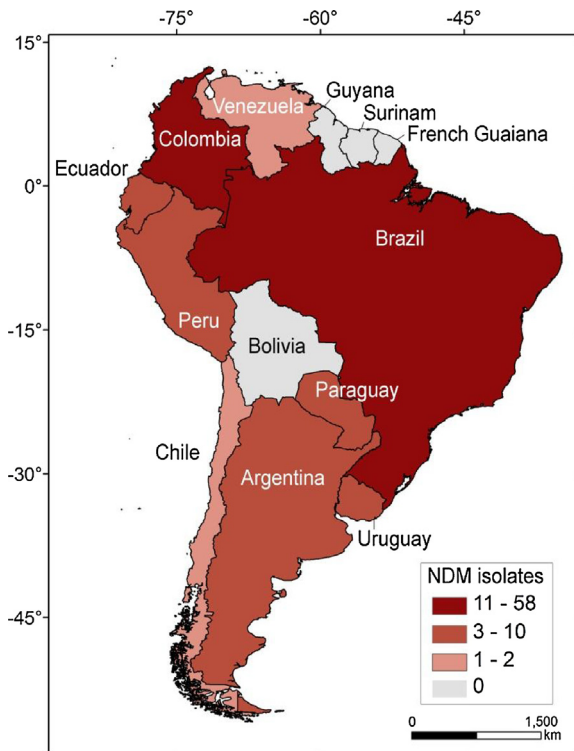 -75°
-60°
-45°
15°
0°
-15°
-30°
-45°
Guyana
Surinam
French Guaiana
Venezuela
Colombia
Ecuador
Brazil
Peru
Bolivia
Paraguay
Chile
Argentina
Uruguay
NDM isolates
11 - 58
3 - 10
1 - 2
0
0 1,500
km